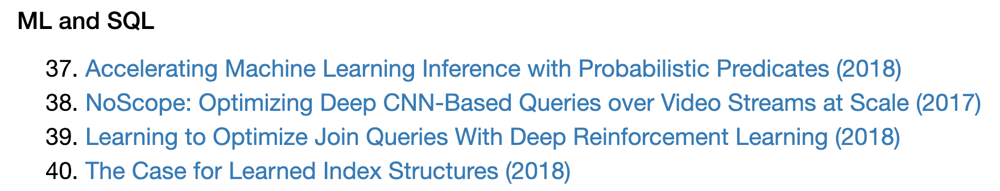 ML and SQL
37. Accelerating Machine Learning Inference with Probabilistic Predicates (2018)
38. NoScope: Optimizing Deep CNN-Based Queries over Video Streams at Scale (2017)
39. Learning to Optimize Join Queries With Deep Reinforcement Learning (2018)
40. The Case for Learned Index Structures (2018)